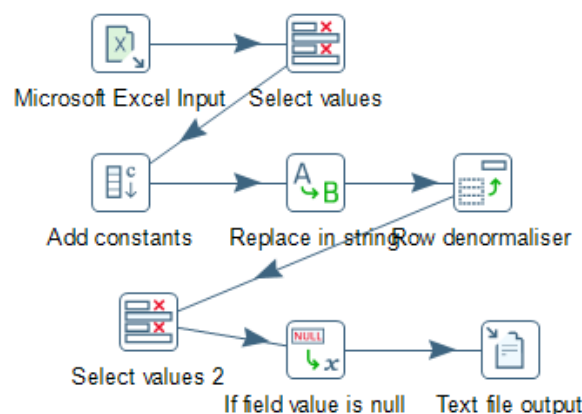 Microsoft Excel Input
Select values
Add constants
Replace in string
Row denormaliser
Select values 2
If field value is null
Text file output
X
c
A
B
NULL
x